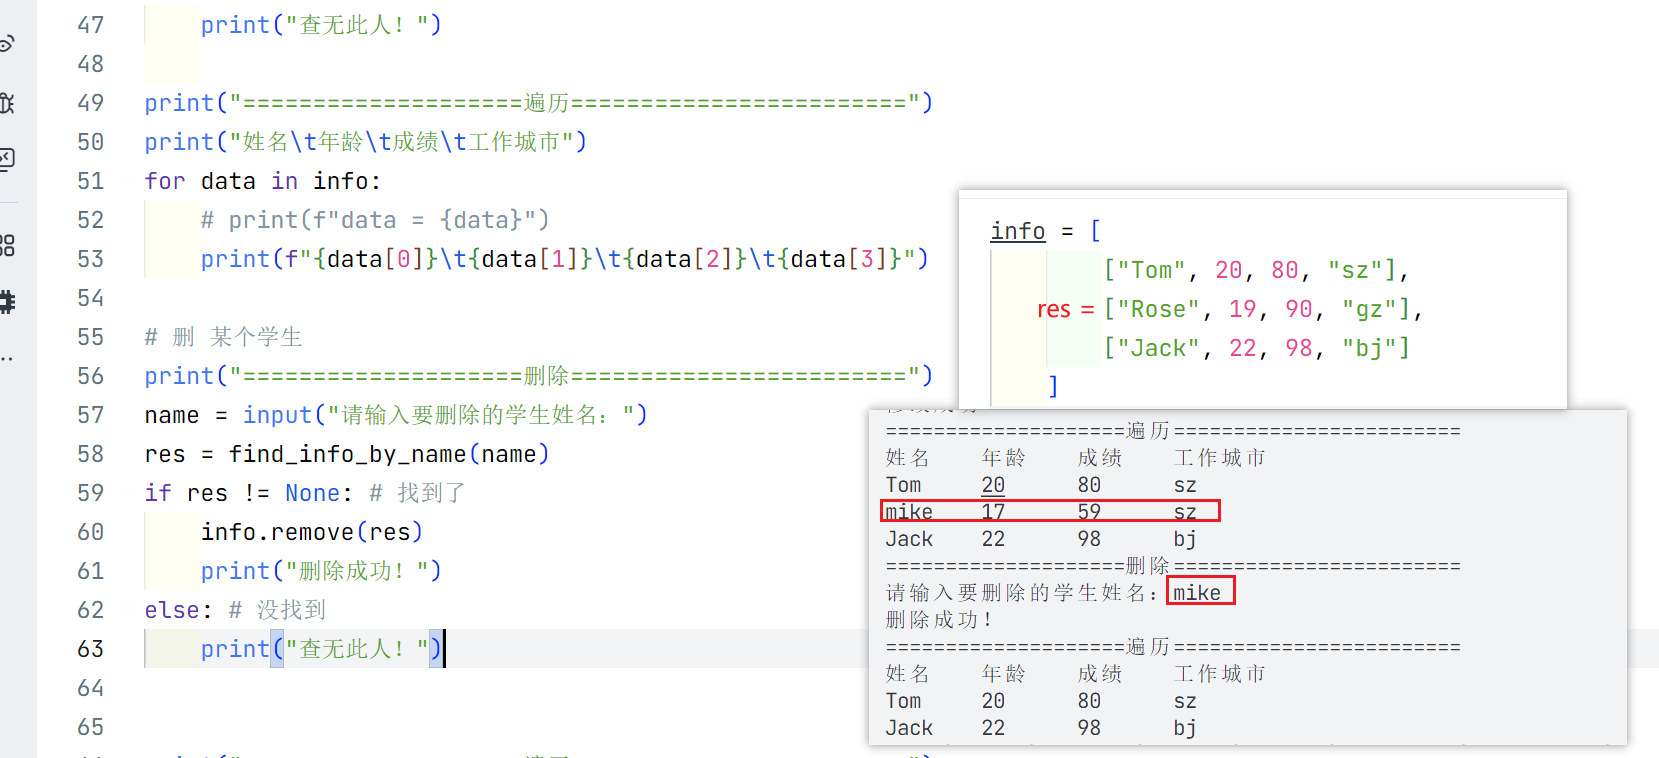 47 print("查无此人！")
48
49 print("====================遍历========================")
50 print("姓名\t年龄\t成绩\t工作城市")
51 for data in info:
52 # print(f"data = {data}")
53 print(f"{data[0]}\t{data[1]}\t{data[2]}\t{data[3]}")
54
55 # 删 某个学生
56 print("====================删除========================")
57 name = input("请输入要删除的学生姓名：")
58 res = find_info_by_name(name)
59 if res != None: # 找到了
60 info.remove(res)
61 print("删除成功！")
62 else: # 没找到
63 print("查无此人！")
64
65
info = [
["Tom", 20, 80, "sz"],
res = ["Rose", 19, 90, "gz"],
["Jack", 22, 98, "bj"]
]
====================遍历========================
姓名 年龄 成绩 工作城市
Tom 20 80 sz
mike 17 59 sz
Jack 22 98 bj
====================删除========================
请输入要删除的学生姓名：mike
删除成功！
====================遍历========================
姓名 年龄 成绩 工作城市
Tom 20 80 sz
Jack 22 98 bj